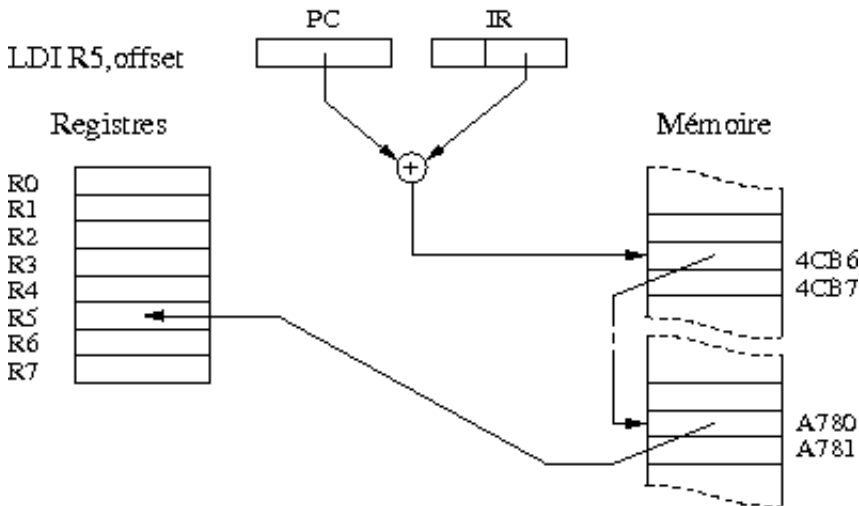 PC IR
LDI R5,offset
Registres
Mémoire
R0
R1
R2
R3
R4
R5
R6
R7
+
4CB6
4CB7
A780
A781